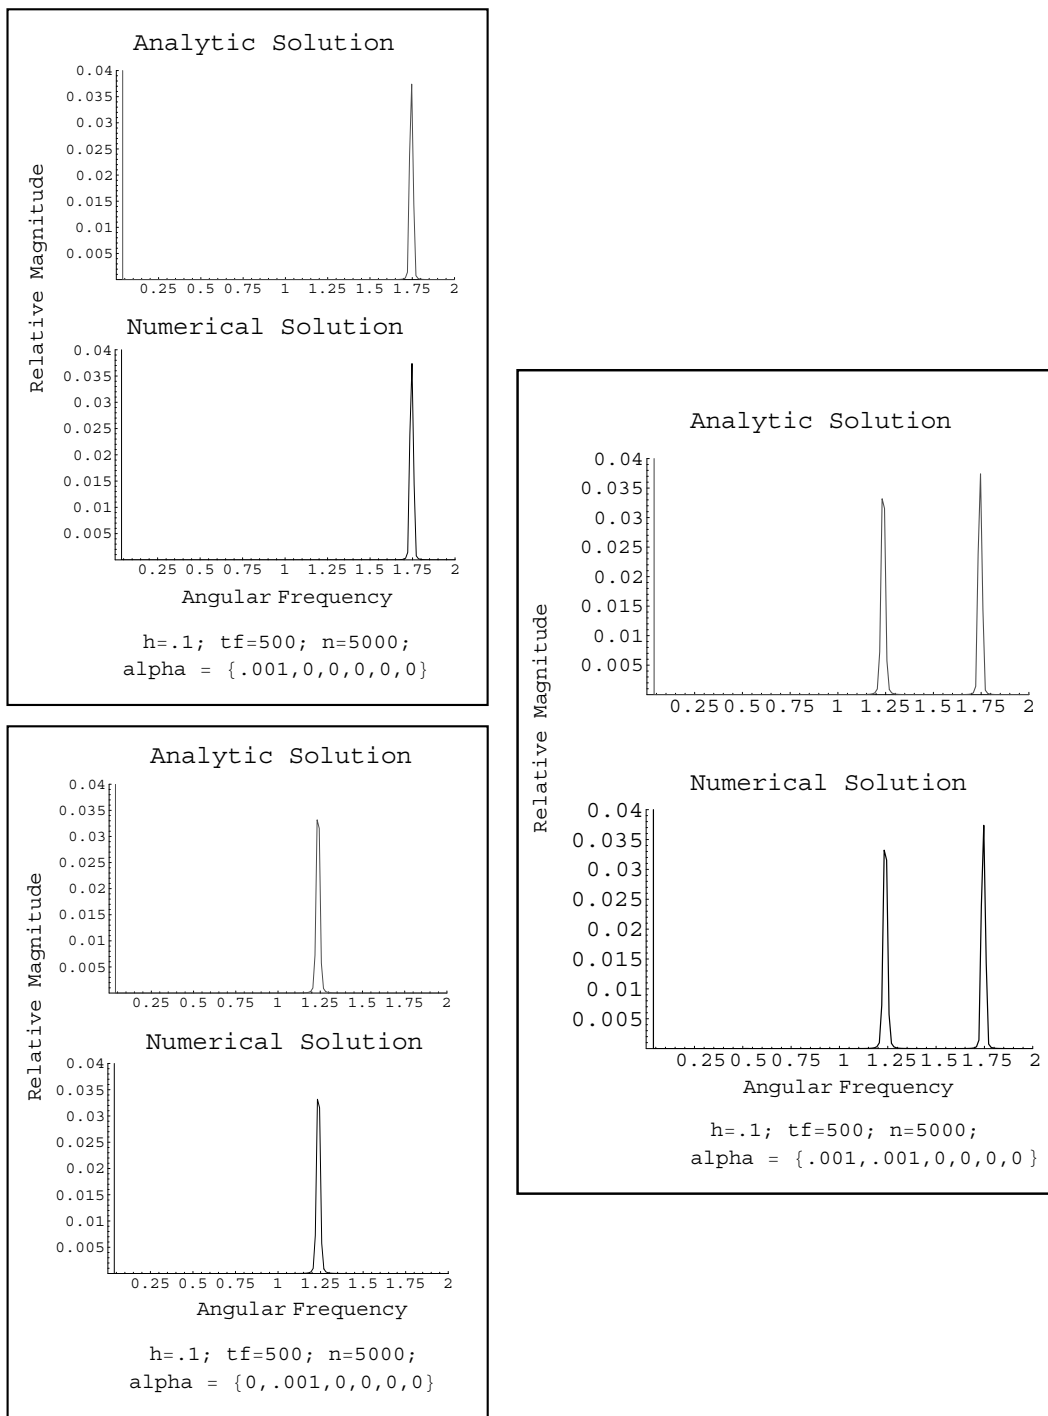 Analytic Solution
0.04
0.035
0.03
0.025
0.02
0.015
0.01
0.005
0.25 0.5 0.75 1 1.25 1.5 1.75 2
Relative Magnitude
Numerical Solution
0.04
0.035
0.03
0.025
0.02
0.015
0.01
0.005
0.25 0.5 0.75 1 1.25 1.5 1.75 2
Angular Frequency
h=.1; tf=500; n=5000;
alpha = {.001,0,0,0,0,0}
Analytic Solution
0.04
0.035
0.03
0.025
0.02
0.015
0.01
0.005
0.25 0.5 0.75 1 1.25 1.5 1.75 2
Relative Magnitude
Numerical Solution
0.04
0.035
0.03
0.025
0.02
0.015
0.01
0.005
0.25 0.5 0.75 1 1.25 1.5 1.75 2
Angular Frequency
h=.1; tf=500; n=5000;
alpha = {0,.001,0,0,0,0}
Analytic Solution
0.04
0.035
0.03
0.025
0.02
0.015
0.01
0.005
0.25 0.5 0.75 1 1.25 1.5 1.75 2
Relative Magnitude
Numerical Solution
0.04
0.035
0.03
0.025
0.02
0.015
0.01
0.005
0.25 0.5 0.75 1 1.25 1.5 1.75 2
Angular Frequency
h=.1; tf=500; n=5000;
alpha = {.001,.001,0,0,0,0}